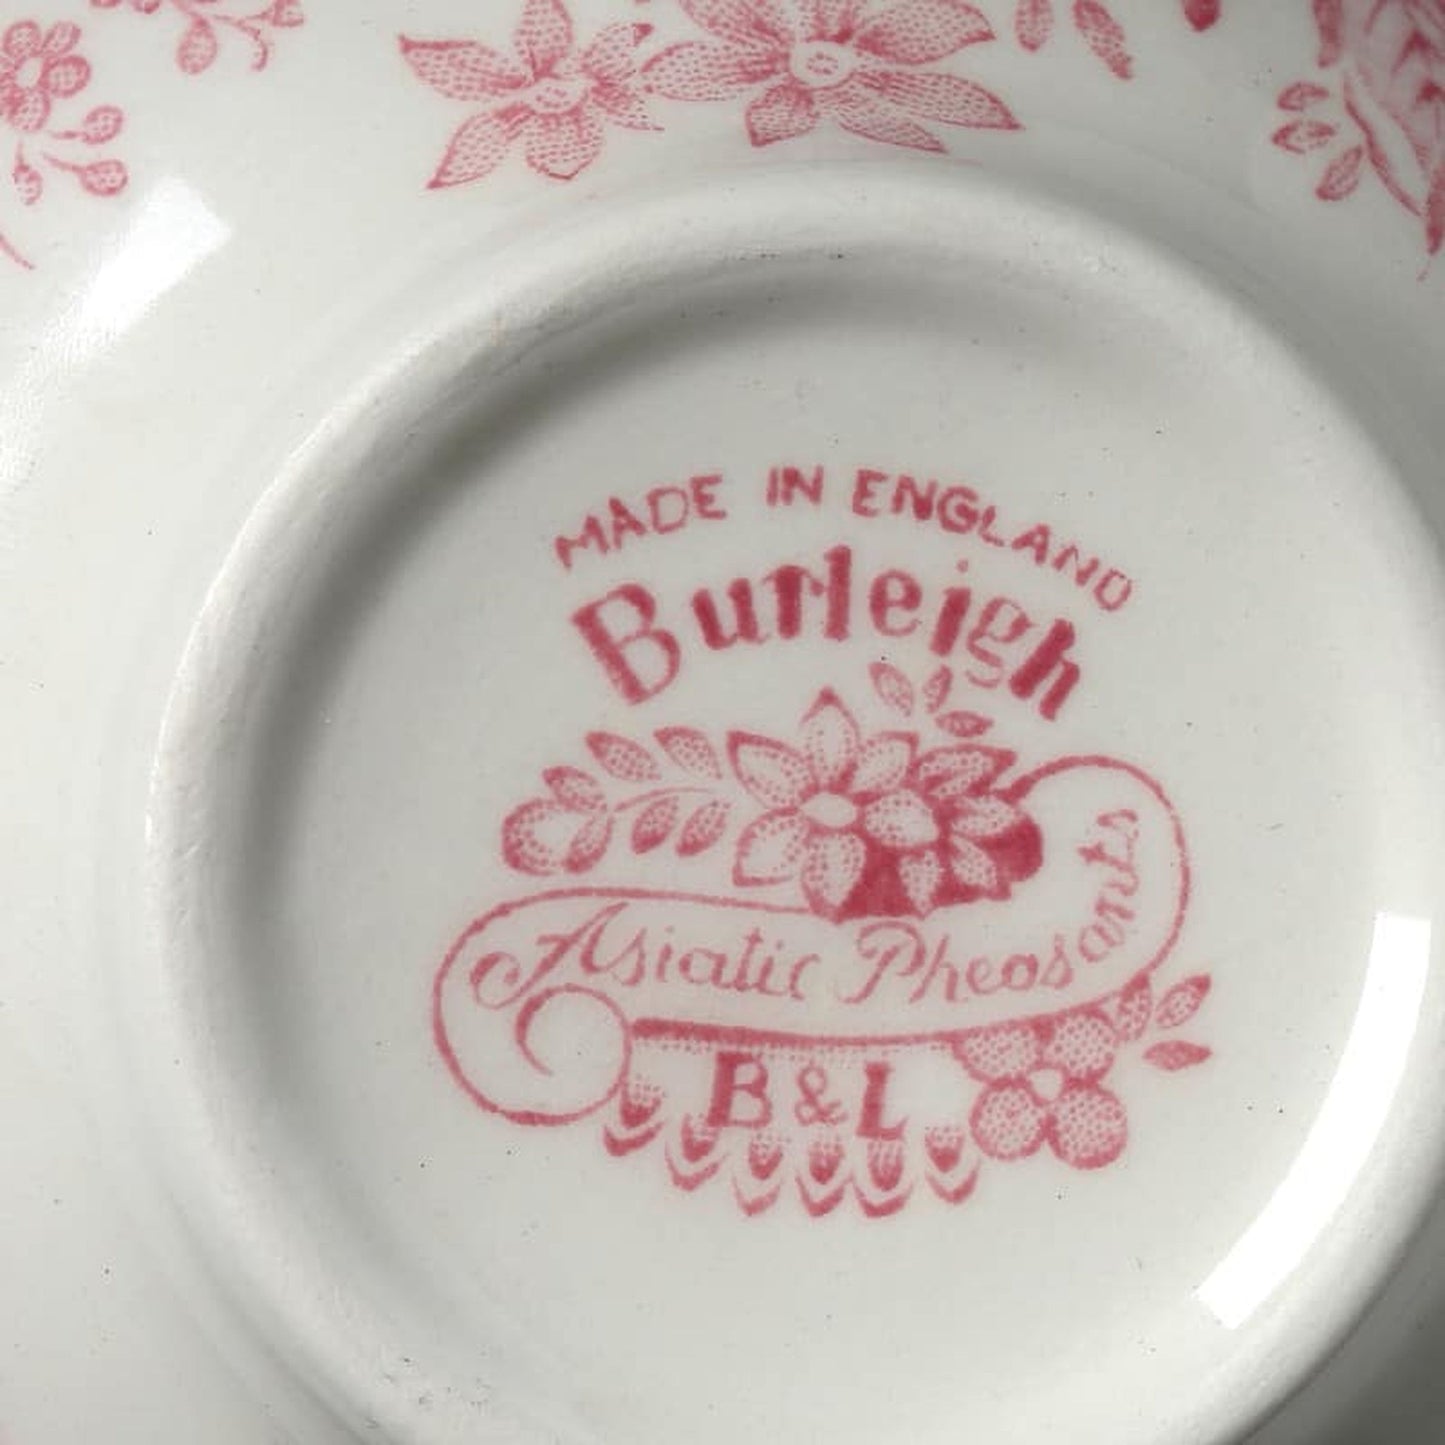 MADE IN ENGLAND
Burleigh
Asiatic Pheasants
B & L